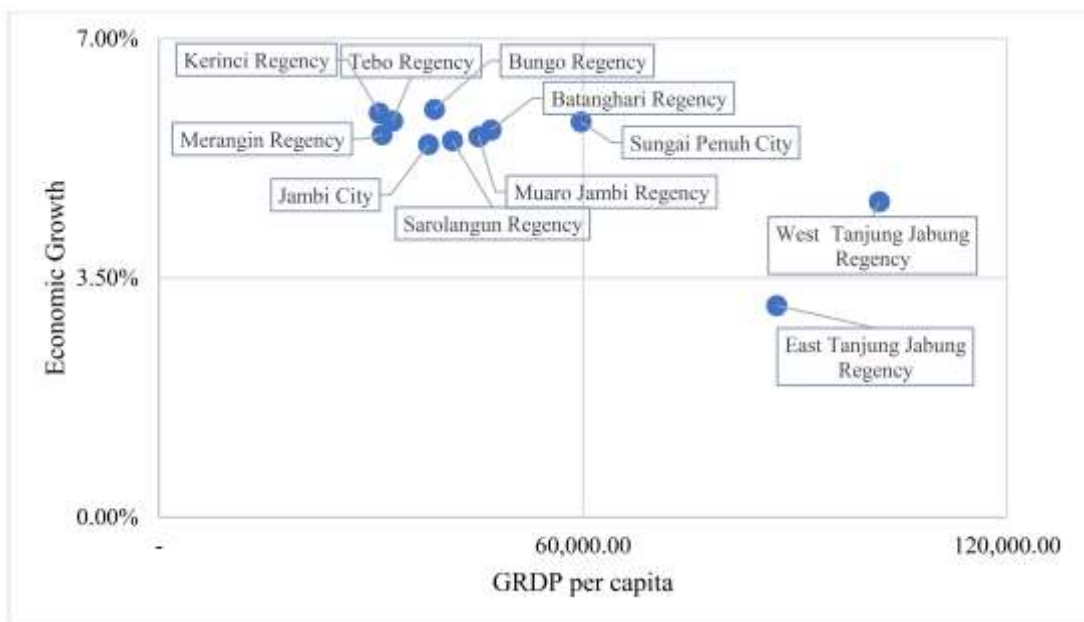 7.00%
Kerinci Regency
Tebo Regency
Bungo Regency
Batanghari Regency
Merangin Regency
Sungai Penuh City
Jambi City
Muaro Jambi Regency
Sarolangun Regency
West Tanjung Jabung
Regency
Economic Growth
3.50%
East Tanjung Jabung
Regency
0.00%
-
60,000.00
120,000.00
GRDP per capita